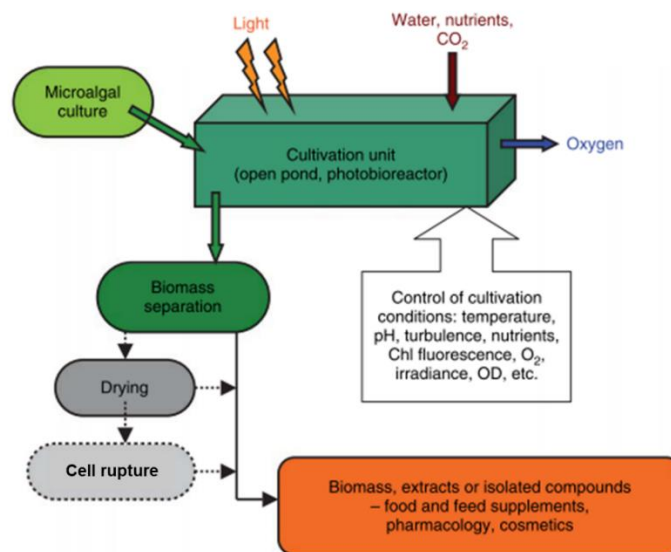 Light
Water, nutrients,
CO₂
Microalgal
culture
Cultivation unit
(open pond, photobioreactor)
Oxygen
Biomass
separation
Control of cultivation
conditions: temperature,
pH, turbulence, nutrients,
Chl fluorescence, O₂,
irradiance, OD, etc.
Drying
Cell rupture
Biomass, extracts or isolated compounds
– food and feed supplements,
pharmacology, cosmetics